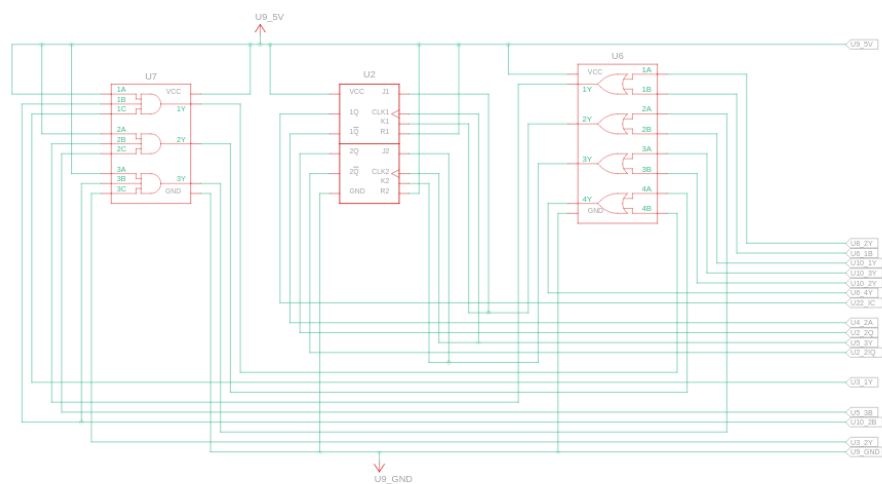 U9_5V
U9_5V
U6
U7
U2
VCC
1A
1Y
1B
2A
2Y
2B
3A
3Y
3B
4A
4Y
4B
GND
1A
VCC
1B
1Y
1C
2A
2B
2Y
2C
3A
3B
3Y
3C
GND
VCC
J1
1Q
CLK1
K1
1Q
R1
2Q
J2
2Q
CLK2
K2
GND
R2
U8_2Y
U6_1B
U10_1Y
U10_3Y
U10_2Y
U6_4Y
U22_IC
U4_2A
U2_2Q
U5_3Y
U2_2!Q
U3_1Y
U5_3B
U10_2B
U3_2Y
U9_GND
U9_GND